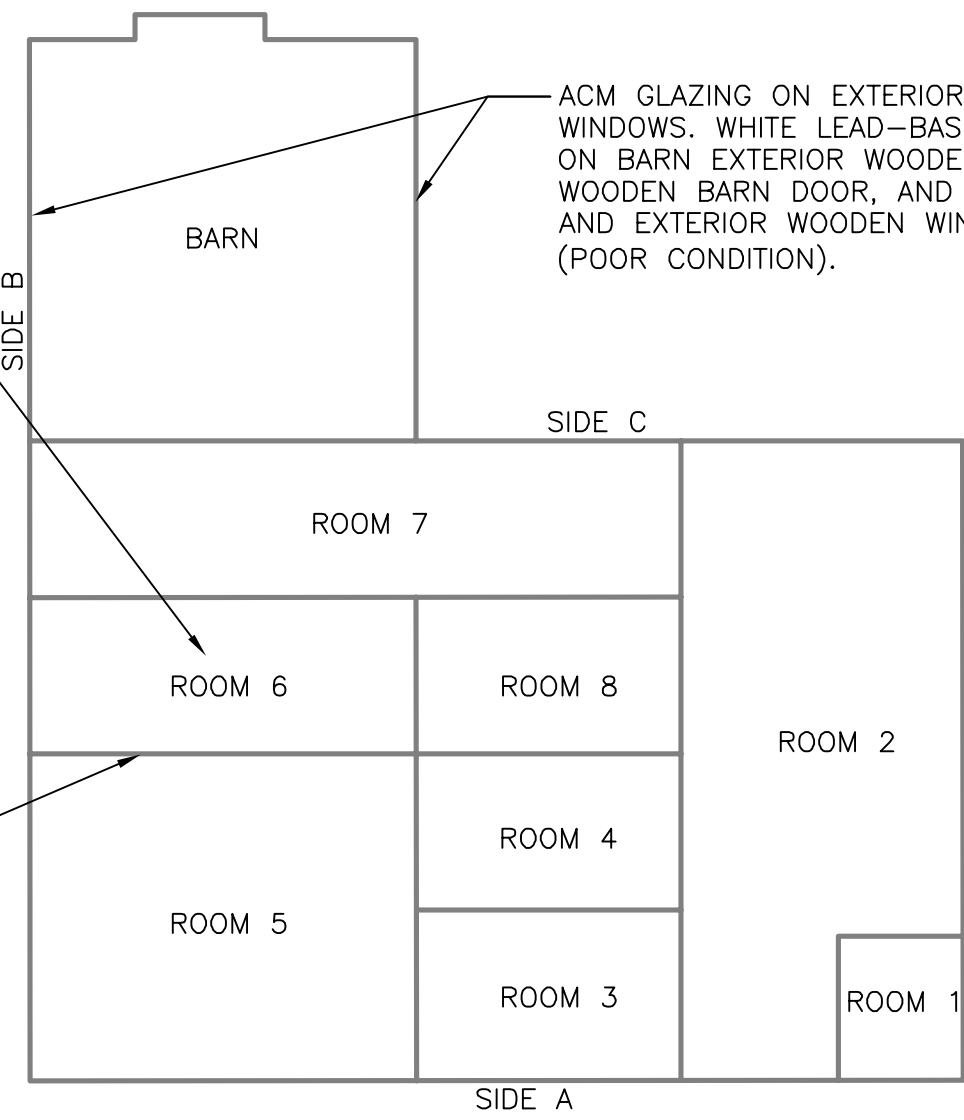 ACM GLAZING ON EXTERIOR
WINDOWS. WHITE LEAD-BAS
ON BARN EXTERIOR WOODE
WOODEN BARN DOOR, AND
AND EXTERIOR WOODEN WIN
(POOR CONDITION).
BARN
SIDE B
SIDE C
ROOM 7
ROOM 6
ROOM 8
ROOM 2
ROOM 4
ROOM 5
ROOM 3
ROOM 1
SIDE A